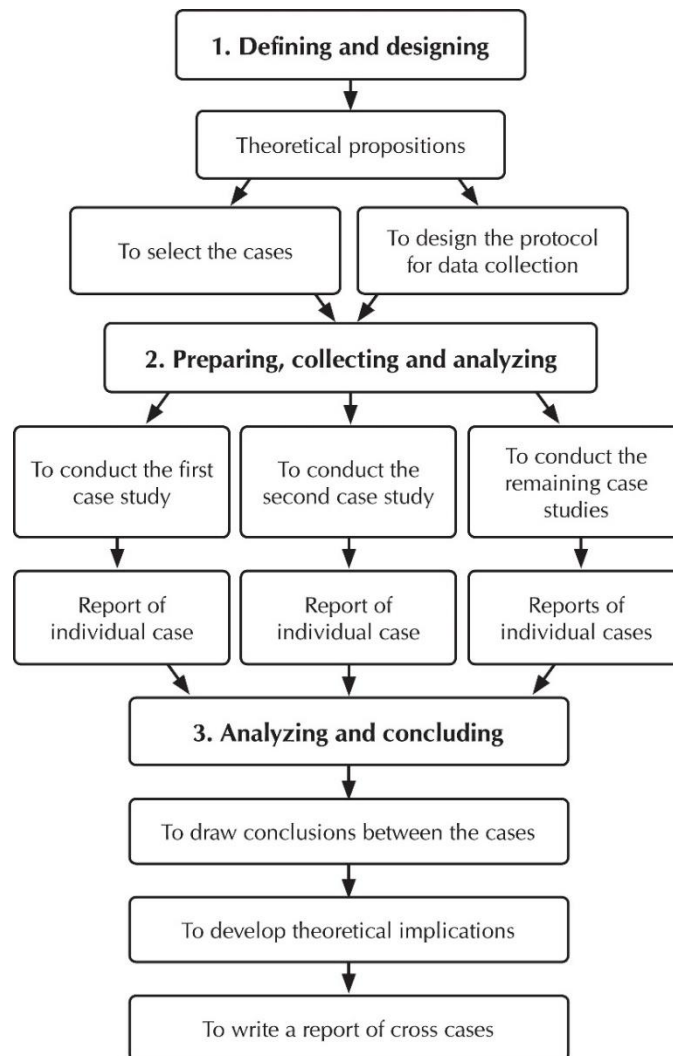 1. Defining and designing
Theoretical propositions
To select the cases
To design the protocol
for data collection
2. Preparing, collecting and analyzing
To conduct the first
case study
To conduct the
second case study
To conduct the
remaining case
studies
Report of
individual case
Report of
individual case
Reports of
individual cases
3. Analyzing and concluding
To draw conclusions between the cases
To develop theoretical implications
To write a report of cross cases